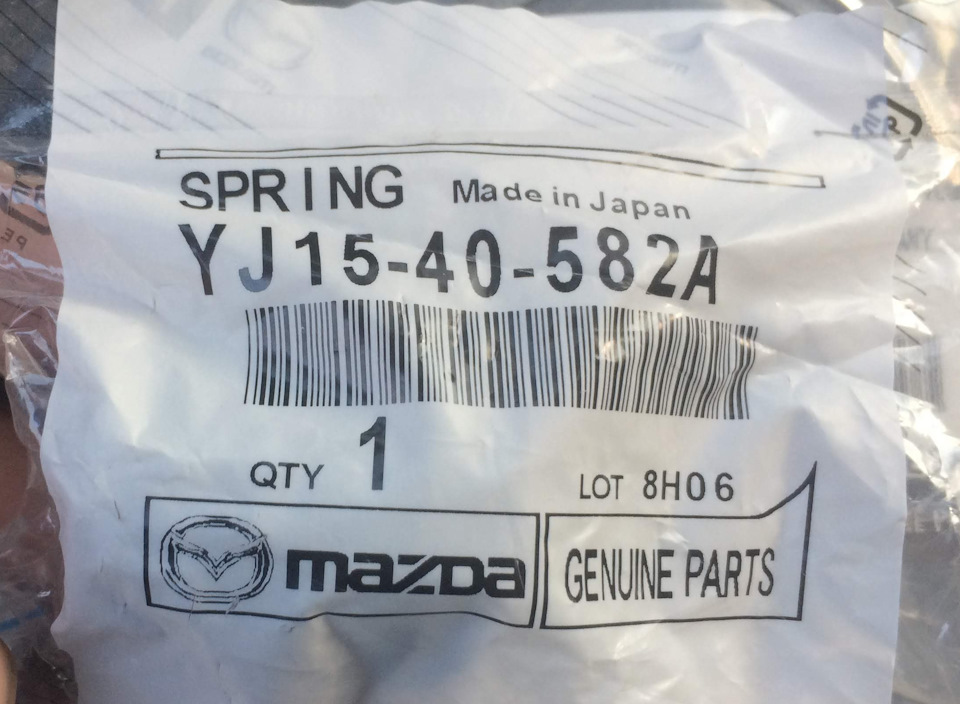 SPRING Made in Japan
YJ15-40-582A
QTY 1
LOT 8H06
mazda GENUINE PARTS